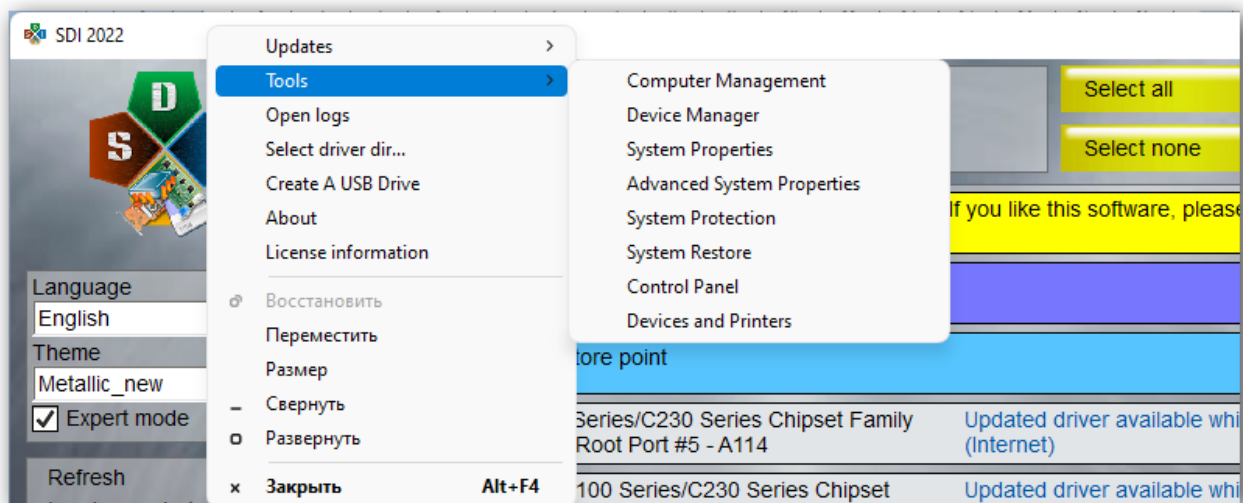 SDI 2022
D
S
Updates
Tools
Open logs
Select driver dir...
Create A USB Drive
About
License information
Восстановить
Переместить
Размер
Свернуть
Развернуть
Закрыть Alt+F4
Computer Management
Device Manager
System Properties
Advanced System Properties
System Protection
System Restore
Control Panel
Devices and Printers
Select all
Select none
If you like this software, please
Language
English
Theme
Metallic_new
Expert mode
Refresh
tore point
Series/C230 Series Chipset Family
Root Port #5 - A114
Updated driver available whi
(Internet)
100 Series/C230 Series Chipset
Updated driver available whi